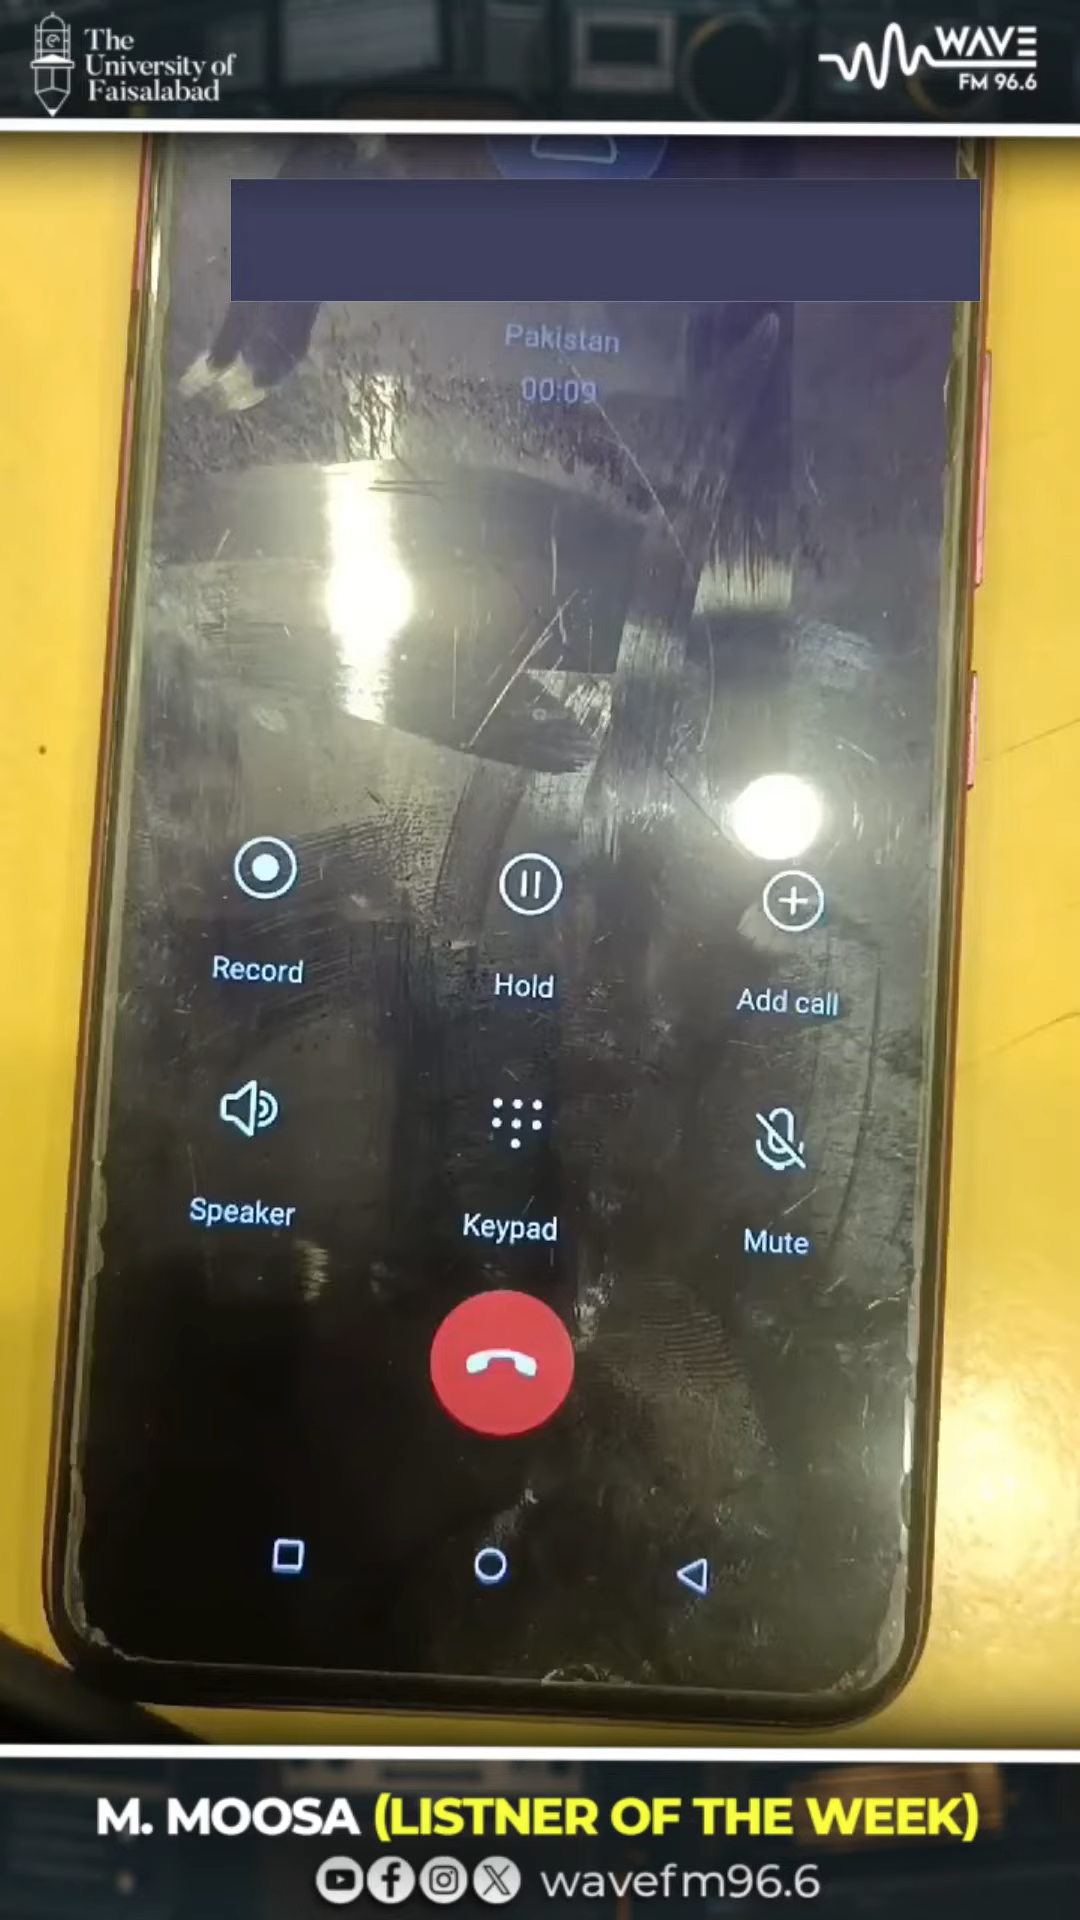 The
University of
Faisalabad
WAVE
FM 96.6
Pakistan
00:09
Record
Hold
Add call
Speaker
Keypad
Mute
M. MOOSA (LISTNER OF THE WEEK)
wavefm96.6